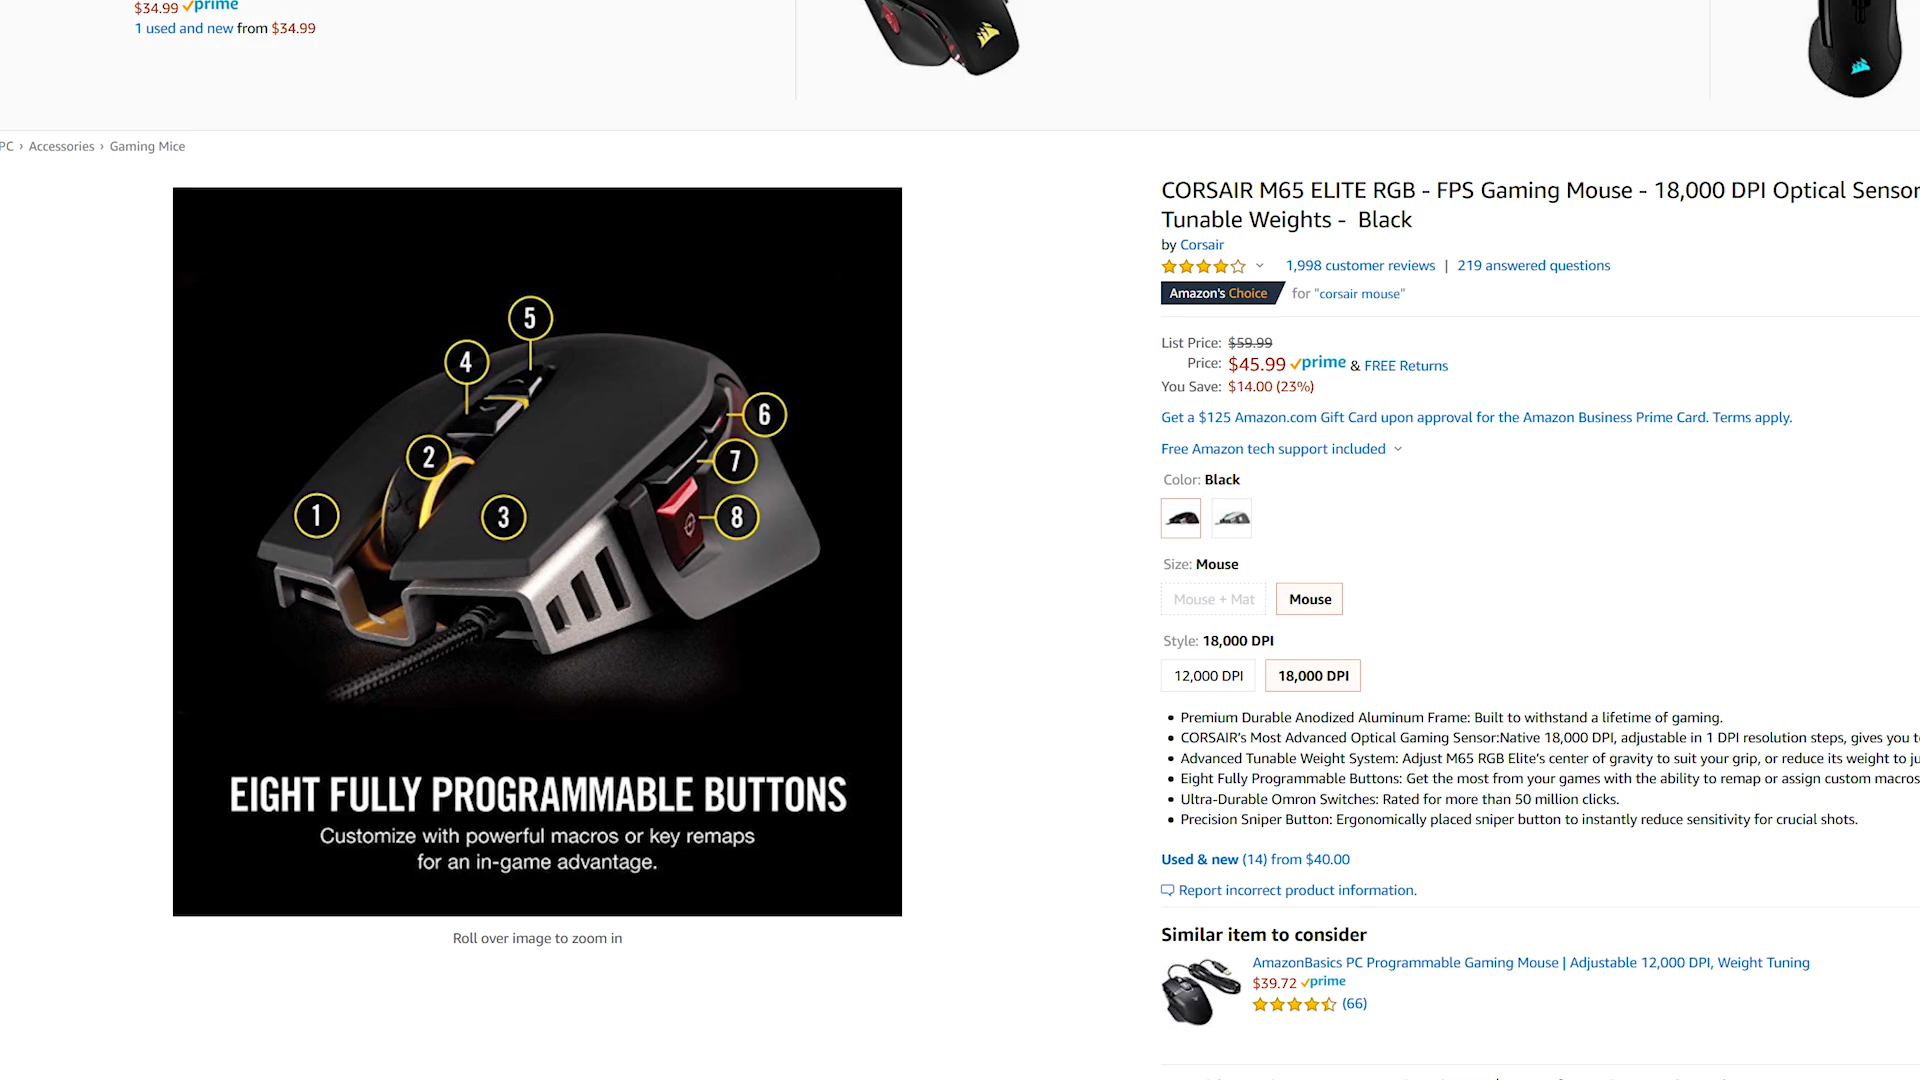 $34.99 prime
1 used and new from $34.99
PC › Accessories › Gaming Mice
CORSAIR M65 ELITE RGB - FPS Gaming Mouse - 18,000 DPI Optical Sensor
Tunable Weights - Black
by Corsair
1,998 customer reviews | 219 answered questions
Amazon's Choice for "corsair mouse"
List Price: $59.99
Price: $45.99 prime & FREE Returns
You Save: $14.00 (23%)
Get a $125 Amazon.com Gift Card upon approval for the Amazon Business Prime Card. Terms apply.
Free Amazon tech support included
Color: Black
Size: Mouse
Mouse + Mat Mouse
Style: 18,000 DPI
12,000 DPI 18,000 DPI
• Premium Durable Anodized Aluminum Frame: Built to withstand a lifetime of gaming.
• CORSAIR's Most Advanced Optical Gaming Sensor:Native 18,000 DPI, adjustable in 1 DPI resolution steps, gives you
• Advanced Tunable Weight System: Adjust M65 RGB Elite's center of gravity to suit your grip, or reduce its weight to
• Eight Fully Programmable Buttons: Get the most from your games with the ability to remap or assign custom macros
• Ultra-Durable Omron Switches: Rated for more than 50 million clicks.
• Precision Sniper Button: Ergonomically placed sniper button to instantly reduce sensitivity for crucial shots.
Used & new (14) from $40.00
Report incorrect product information.
Similar item to consider
AmazonBasics PC Programmable Gaming Mouse | Adjustable 12,000 DPI, Weight Tuning
$39.72 prime
(66)
5
4
6
2
7
1
3
8
EIGHT FULLY PROGRAMMABLE BUTTONS
Customize with powerful macros or key remaps
for an in-game advantage.
Roll over image to zoom in